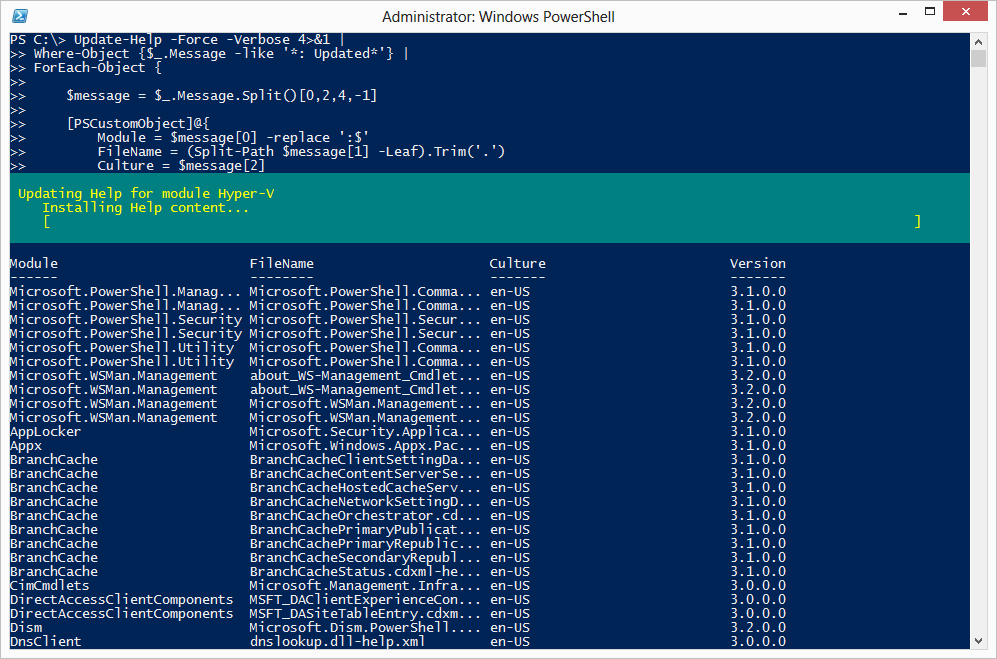 Administrator: Windows PowerShell
PS C:\> Update-Help -Force -Verbose 4>&1 |
>> Where-Object {$_.Message -like '*: Updated*'} |
>> ForEach-Object {
>>
>>     $message = $_.Message.Split()[0,2,4,-1]
>>
>>     [PSCustomObject]@{
>>         Module = $message[0] -replace ':$'
>>         FileName = (Split-Path $message[1] -Leaf).Trim('.')
>>         Culture = $message[2]
Updating Help for module Hyper-V
Installing Help content...
[ ]
Module FileName Culture Version
------ -------- ------- -------
Microsoft.PowerShell.Manag... Microsoft.PowerShell.Comma... en-US 3.1.0.0
Microsoft.PowerShell.Manag... Microsoft.PowerShell.Comma... en-US 3.1.0.0
Microsoft.PowerShell.Security Microsoft.PowerShell.Secur... en-US 3.1.0.0
Microsoft.PowerShell.Security Microsoft.PowerShell.Secur... en-US 3.1.0.0
Microsoft.PowerShell.Utility Microsoft.PowerShell.Comma... en-US 3.1.0.0
Microsoft.PowerShell.Utility Microsoft.PowerShell.Comma... en-US 3.1.0.0
Microsoft.WSMan.Management about_WS-Management_Cmdlet... en-US 3.2.0.0
Microsoft.WSMan.Management about_WS-Management_Cmdlet... en-US 3.2.0.0
Microsoft.WSMan.Management Microsoft.WSMan.Management... en-US 3.2.0.0
Microsoft.WSMan.Management Microsoft.WSMan.Management... en-US 3.2.0.0
AppLocker Microsoft.Security.Applica... en-US 3.1.0.0
Appx Microsoft.Windows.Appx.Pac... en-US 3.1.0.0
BranchCache BranchCacheClientSettingDa... en-US 3.1.0.0
BranchCache BranchCacheContentServerSe... en-US 3.1.0.0
BranchCache BranchCacheHostedCacheServ... en-US 3.1.0.0
BranchCache BranchCacheNetworkSettingD... en-US 3.1.0.0
BranchCache BranchCacheOrchestrator.cd... en-US 3.1.0.0
BranchCache BranchCachePrimaryPublicat... en-US 3.1.0.0
BranchCache BranchCachePrimaryRepublic... en-US 3.1.0.0
BranchCache BranchCacheSecondaryRepubl... en-US 3.1.0.0
BranchCache BranchCacheStatus.cdxml-he... en-US 3.1.0.0
CimCmdlets Microsoft.Management.Infra... en-US 3.0.0.0
DirectAccessClientComponents MSFT_DAClientExperienceCon... en-US 3.0.0.0
DirectAccessClientComponents MSFT_DASiteTableEntry.cdxm... en-US 3.0.0.0
Dism Microsoft.Dism.PowerShell.... en-US 3.2.0.0
DnsClient dnslookup.dll-help.xml en-US 3.0.0.0